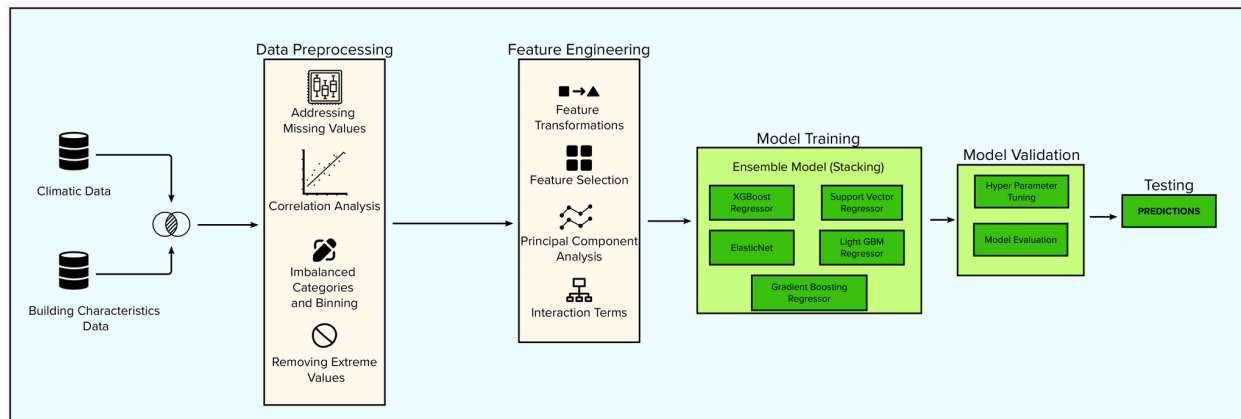 Climatic Data
Building Characteristics
Data
Data Preprocessing
Addressing
Missing Values
Correlation Analysis
Imbalanced
Categories
and Binning
Removing Extreme
Values
Feature Engineering
Feature
Transformations
Feature Selection
Principal Component
Analysis
Interaction Terms
Model Training
Ensemble Model (Stacking)
XGBoost
Regressor
Support Vector
Regressor
ElasticNet
Light GBM
Regressor
Gradient Boosting
Regressor
Model Validation
Hyper Parameter
Tuning
Model Evaluation
Testing
PREDICTIONS